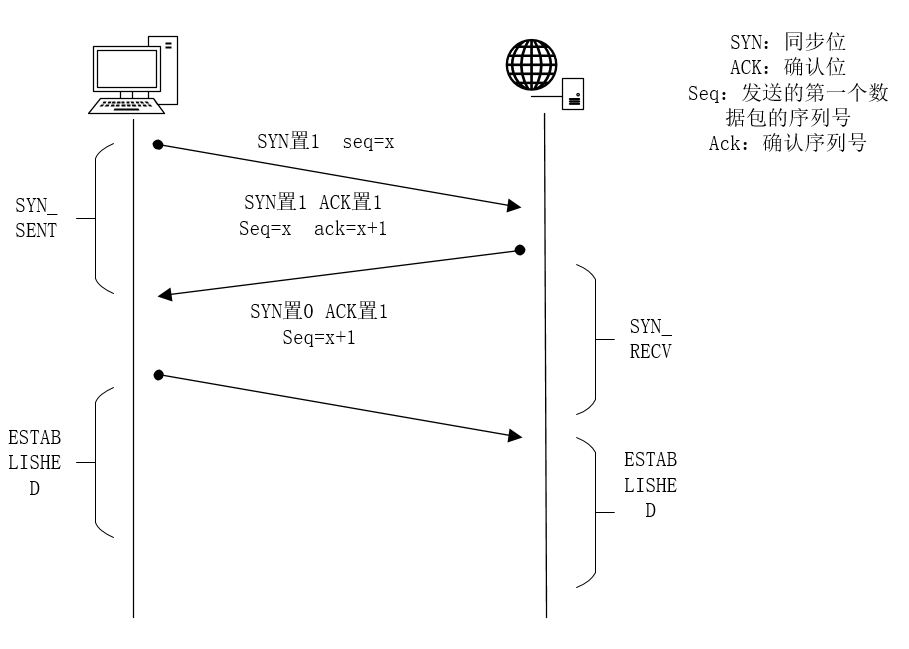 SYN：同步位
ACK：确认位
Seq：发送的第一个数
据包的序列号
Ack：确认序列号
SYN置1  seq=x
SYN置1 ACK置1
Seq=x  ack=x+1
SYN_
SENT
SYN置0 ACK置1
Seq=x+1
SYN_
RECV
ESTAB
LISHE
D
ESTAB
LISHE
D